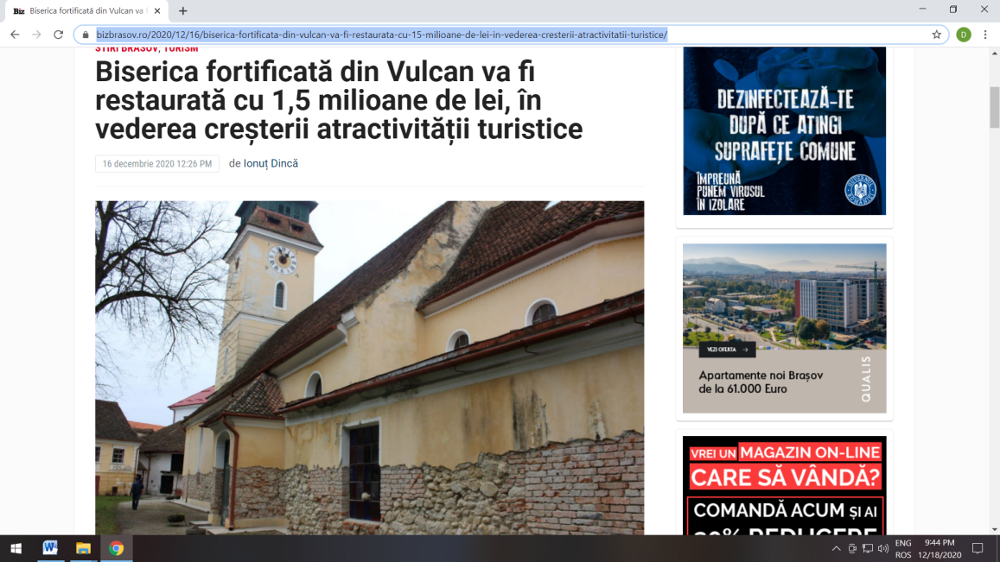 Biz Biserica fortificată din Vulcan va
bizbrasov.ro/2020/12/16/biserica-fortificata-din-vulcan-va-fi-restaurata-cu-15-milioane-de-lei-in-vederea-cresterii-atractivitatii-turistice/
D
STIRI BRASOV, TURISM
Biserica fortificată din Vulcan va fi
restaurată cu 1,5 milioane de lei, în
vederea creșterii atractivității turistice
16 decembrie 2020 12:26 PM de Ionuț Dincă
DEZINFECTEAZĂ-TE
DUPĂ CE ATINGI
SUPRAFEȚE COMUNE
ÎMPREUNĂ
PUNEM VIRUSUL
ÎN IZOLARE
VEZI OFERTA →
Apartamente noi Brașov
de la 61.000 Euro
QUALIS
VREI UN MAGAZIN ON-LINE
CARE SĂ VÂNDĂ?
COMANDĂ ACUM ȘI AI
REDUCERE
ENG
ROS
9:44 PM
12/18/2020